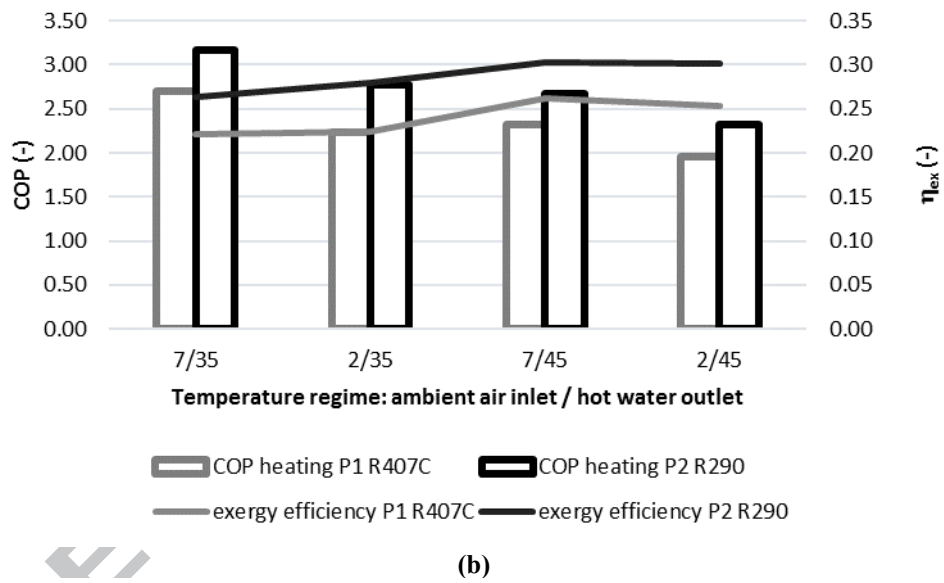 3.50
3.00
2.50
2.00
1.50
1.00
0.50
0.00
COP (-)
0.35
0.30
0.25
0.20
0.15
0.10
0.05
0.00
ηex (-)
7/35 2/35 7/45 2/45
Temperature regime: ambient air inlet / hot water outlet
COP heating P1 R407C COP heating P2 R290
exergy efficiency P1 R407C exergy efficiency P2 R290
(b)